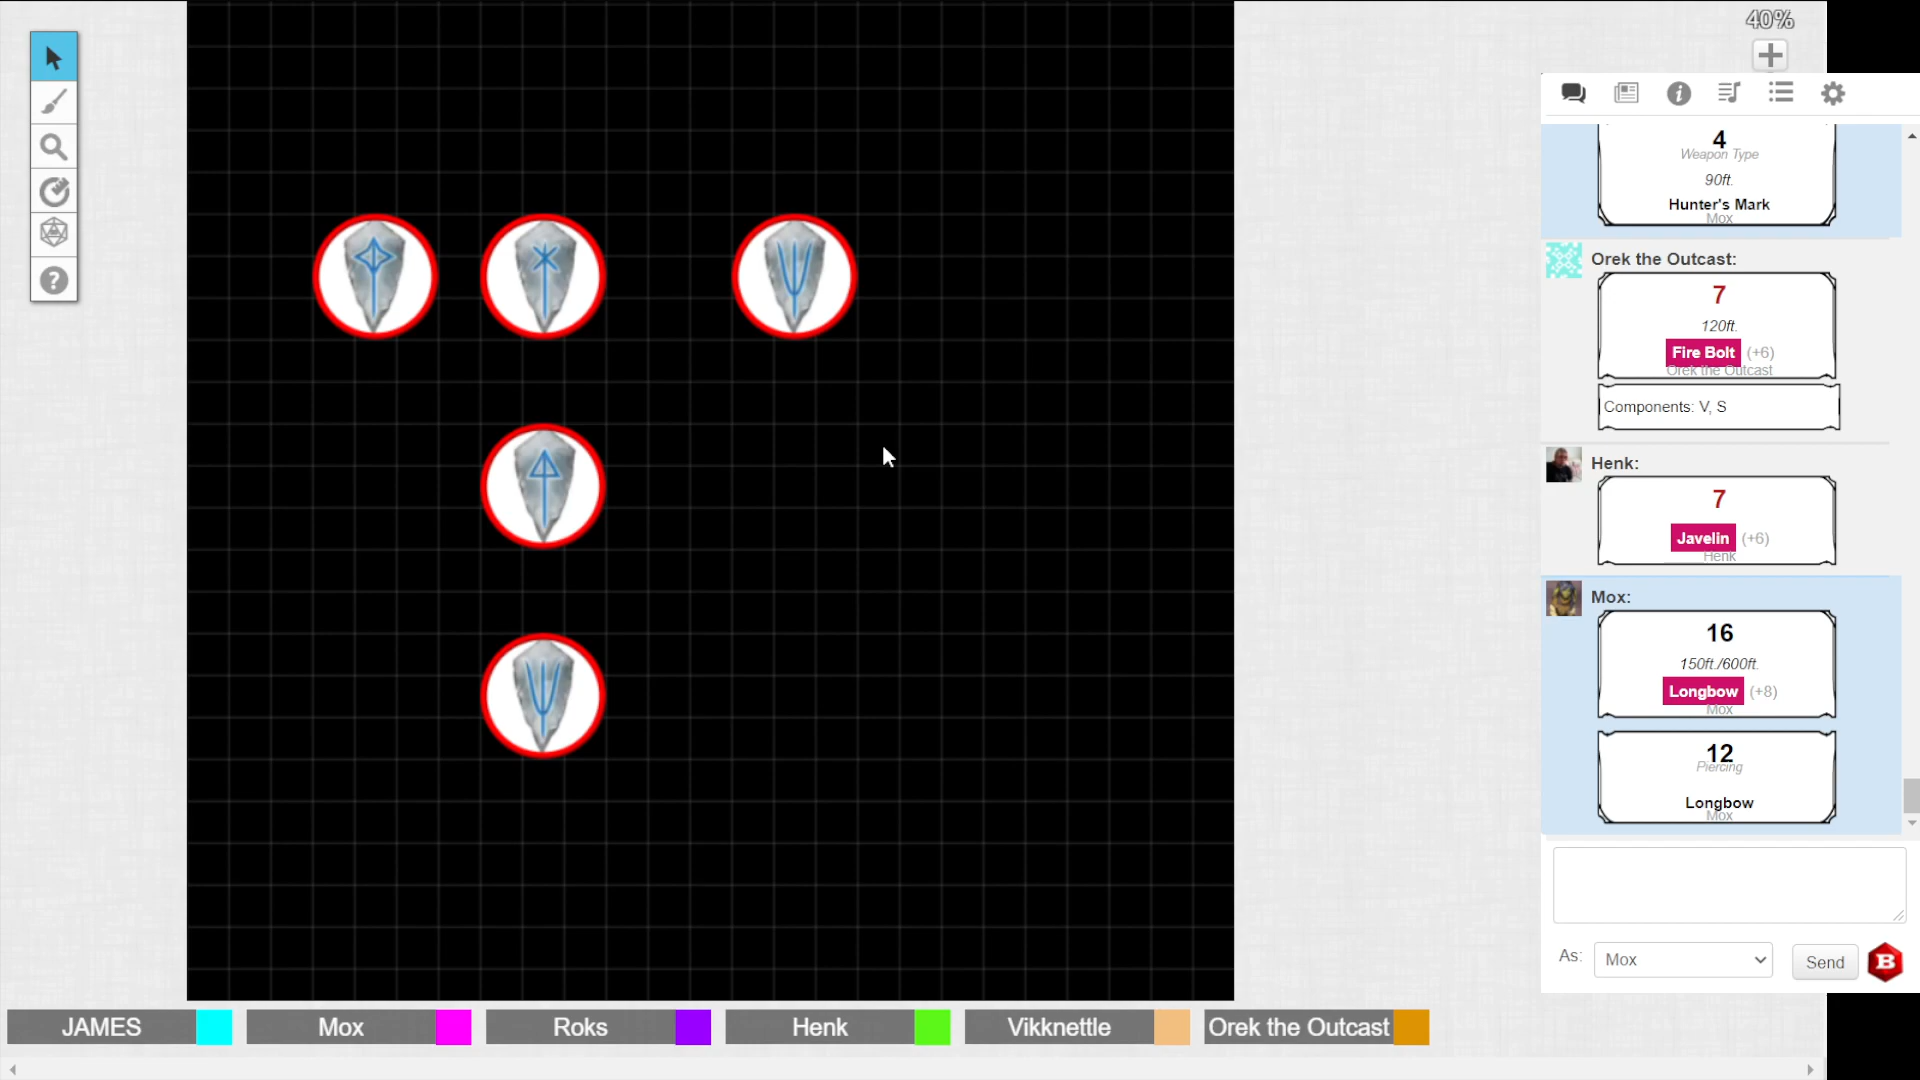 40%
4
Weapon Type
90ft.
Hunter's Mark
Mox
Orek the Outcast:
7
120ft.
Fire Bolt (+6)
Orek the Outcast
Components: V, S
Henk:
7
Javelin (+6)
Henk
Mox:
16
150ft./600ft.
Longbow (+8)
Mox
12
Piercing
Longbow
Mox
As: Mox Send B
JAMES Mox Roks Henk Vikknettle Orek the Outcast